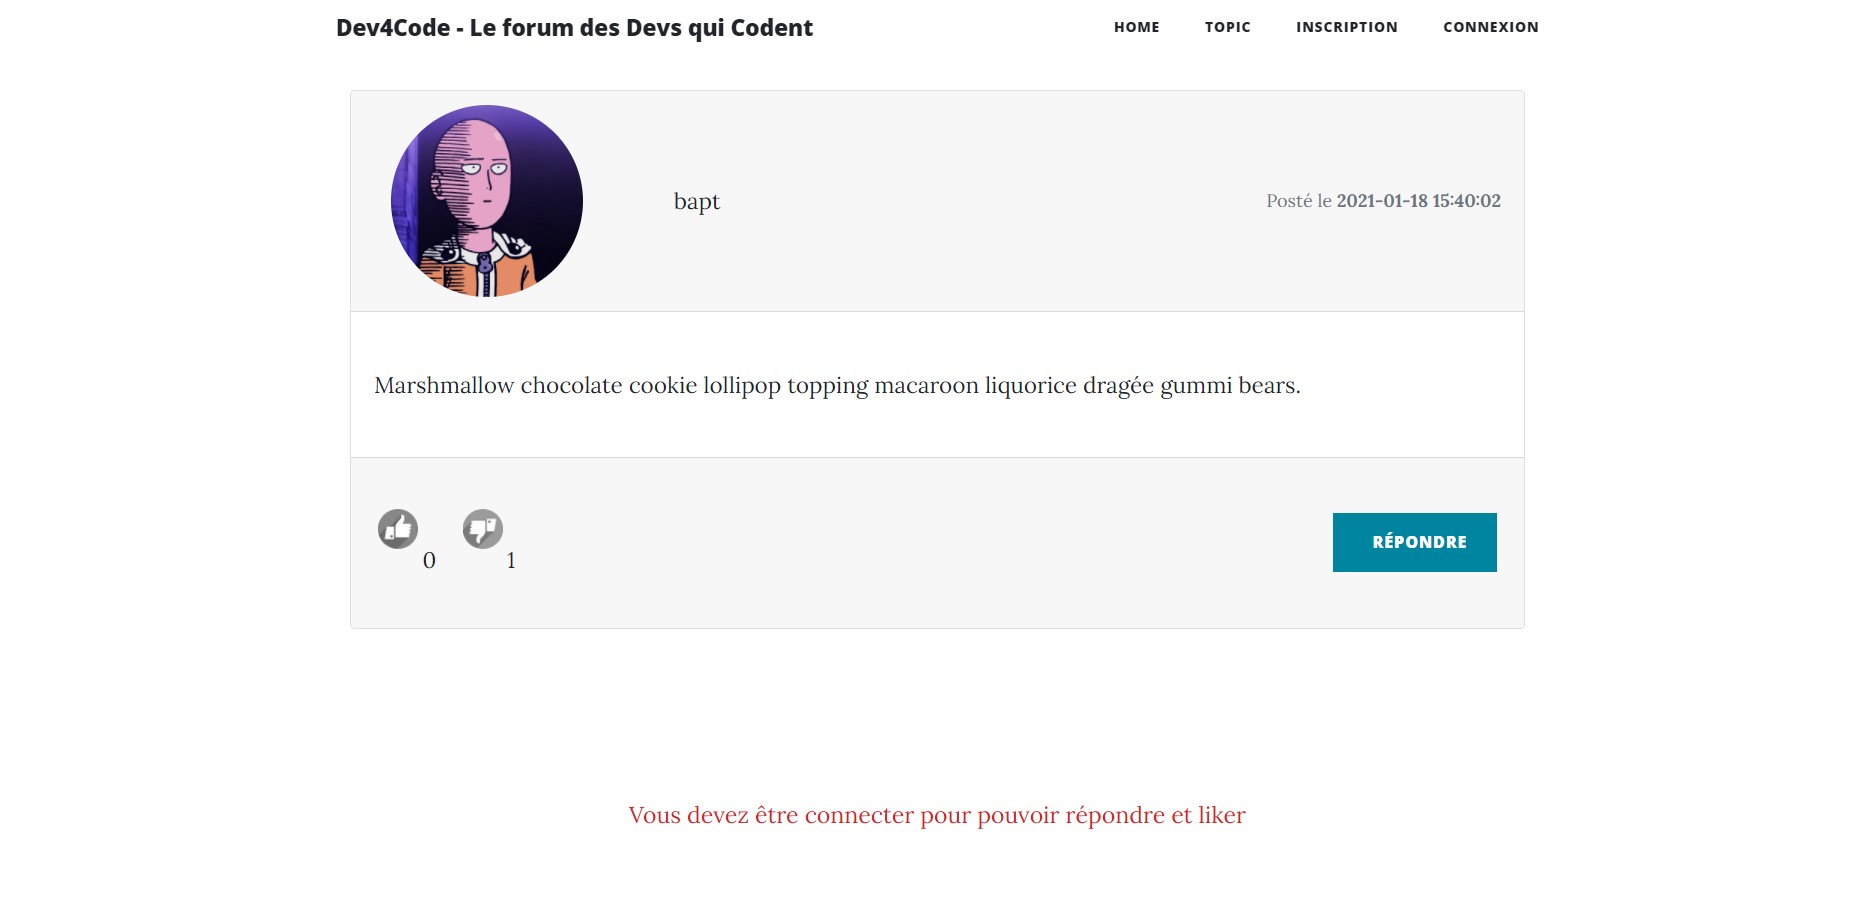 Dev4Code - Le forum des Devs qui Codent
HOME TOPIC INSCRIPTION CONNEXION
bapt
Posté le 2021-01-18 15:40:02
Marshmallow chocolate cookie lollipop topping macaroon liquorice dragée gummi bears.
0 1
RÉPONDRE
Vous devez être connecter pour pouvoir répondre et liker